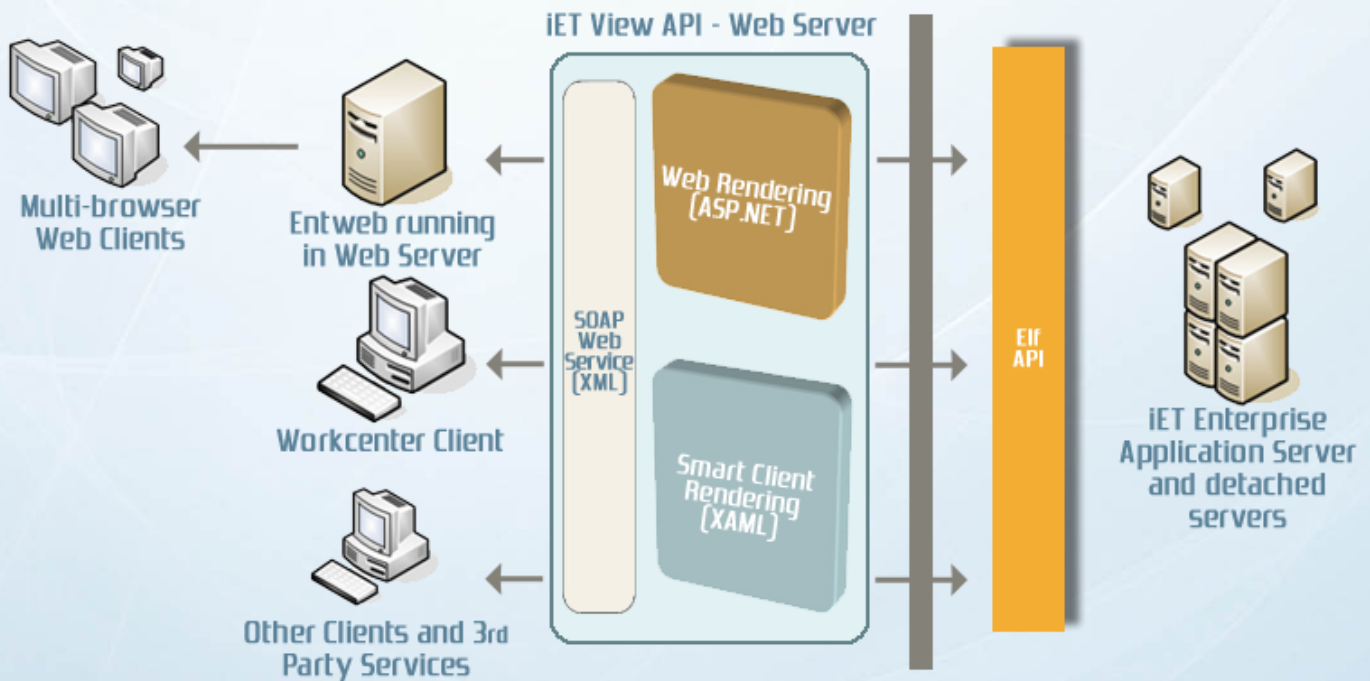 iET View API - Web Server
Multi-browser
Web Clients
Entweb running
in Web Server
Workcenter Client
Other Clients and 3rd
Party Services
SOAP
Web
Service
(XML)
Web Rendering
(ASP.NET)
Smart Client
Rendering
(XAML)
Elf
API
iET Enterprise
Application Server
and detached
servers